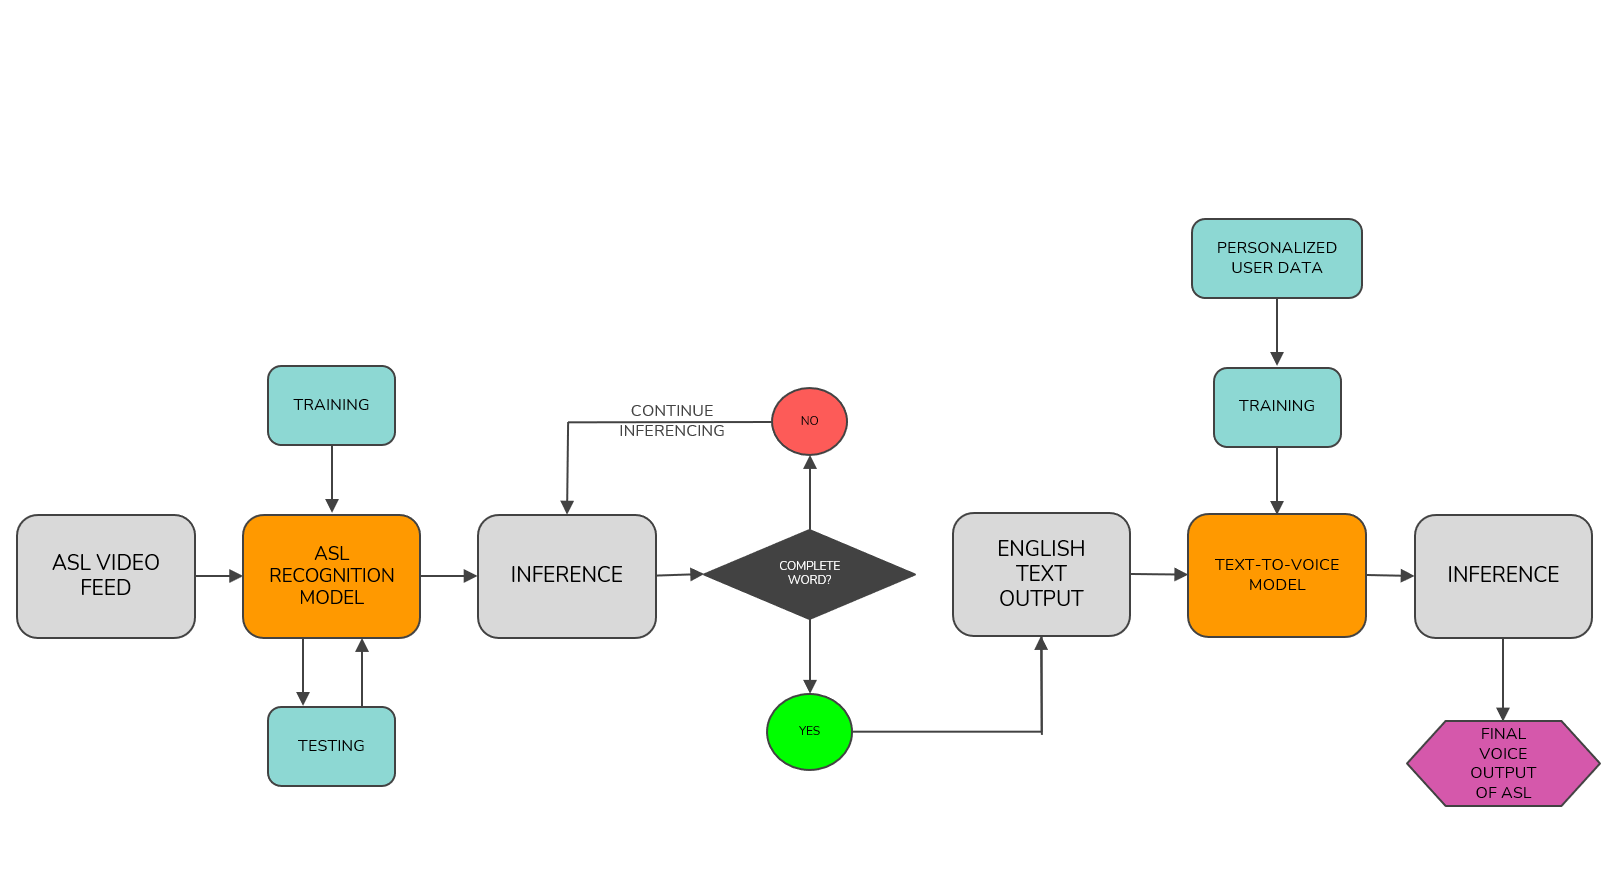 PERSONALIZED
USER DATA
TRAINING
TRAINING
CONTINUE
INFERENCING
NO
ASL VIDEO
FEED
ASL
RECOGNITION
MODEL
INFERENCE
COMPLETE
WORD?
ENGLISH
TEXT
OUTPUT
TEXT-TO-VOICE
MODEL
INFERENCE
TESTING
YES
FINAL
VOICE
OUTPUT
OF ASL